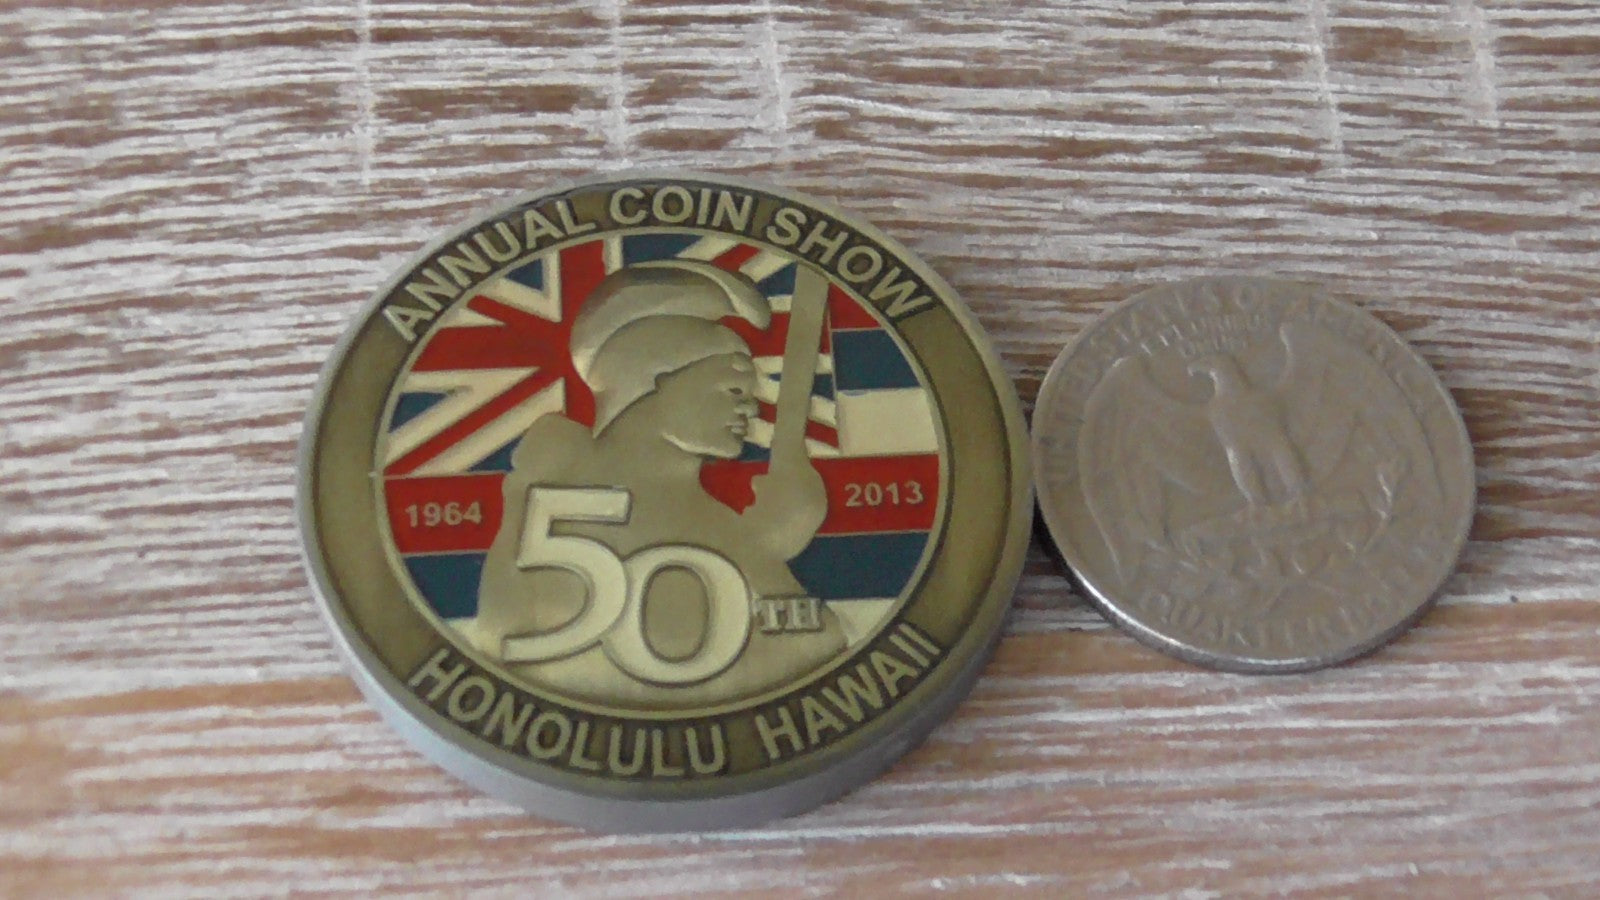 ANNUAL COIN SHOW
1964
2013
50TH
HONOLULU HAWAII
UNITED STATES OF AMERICA
E PLURIBUS
UNUM
QUARTER DOLLAR